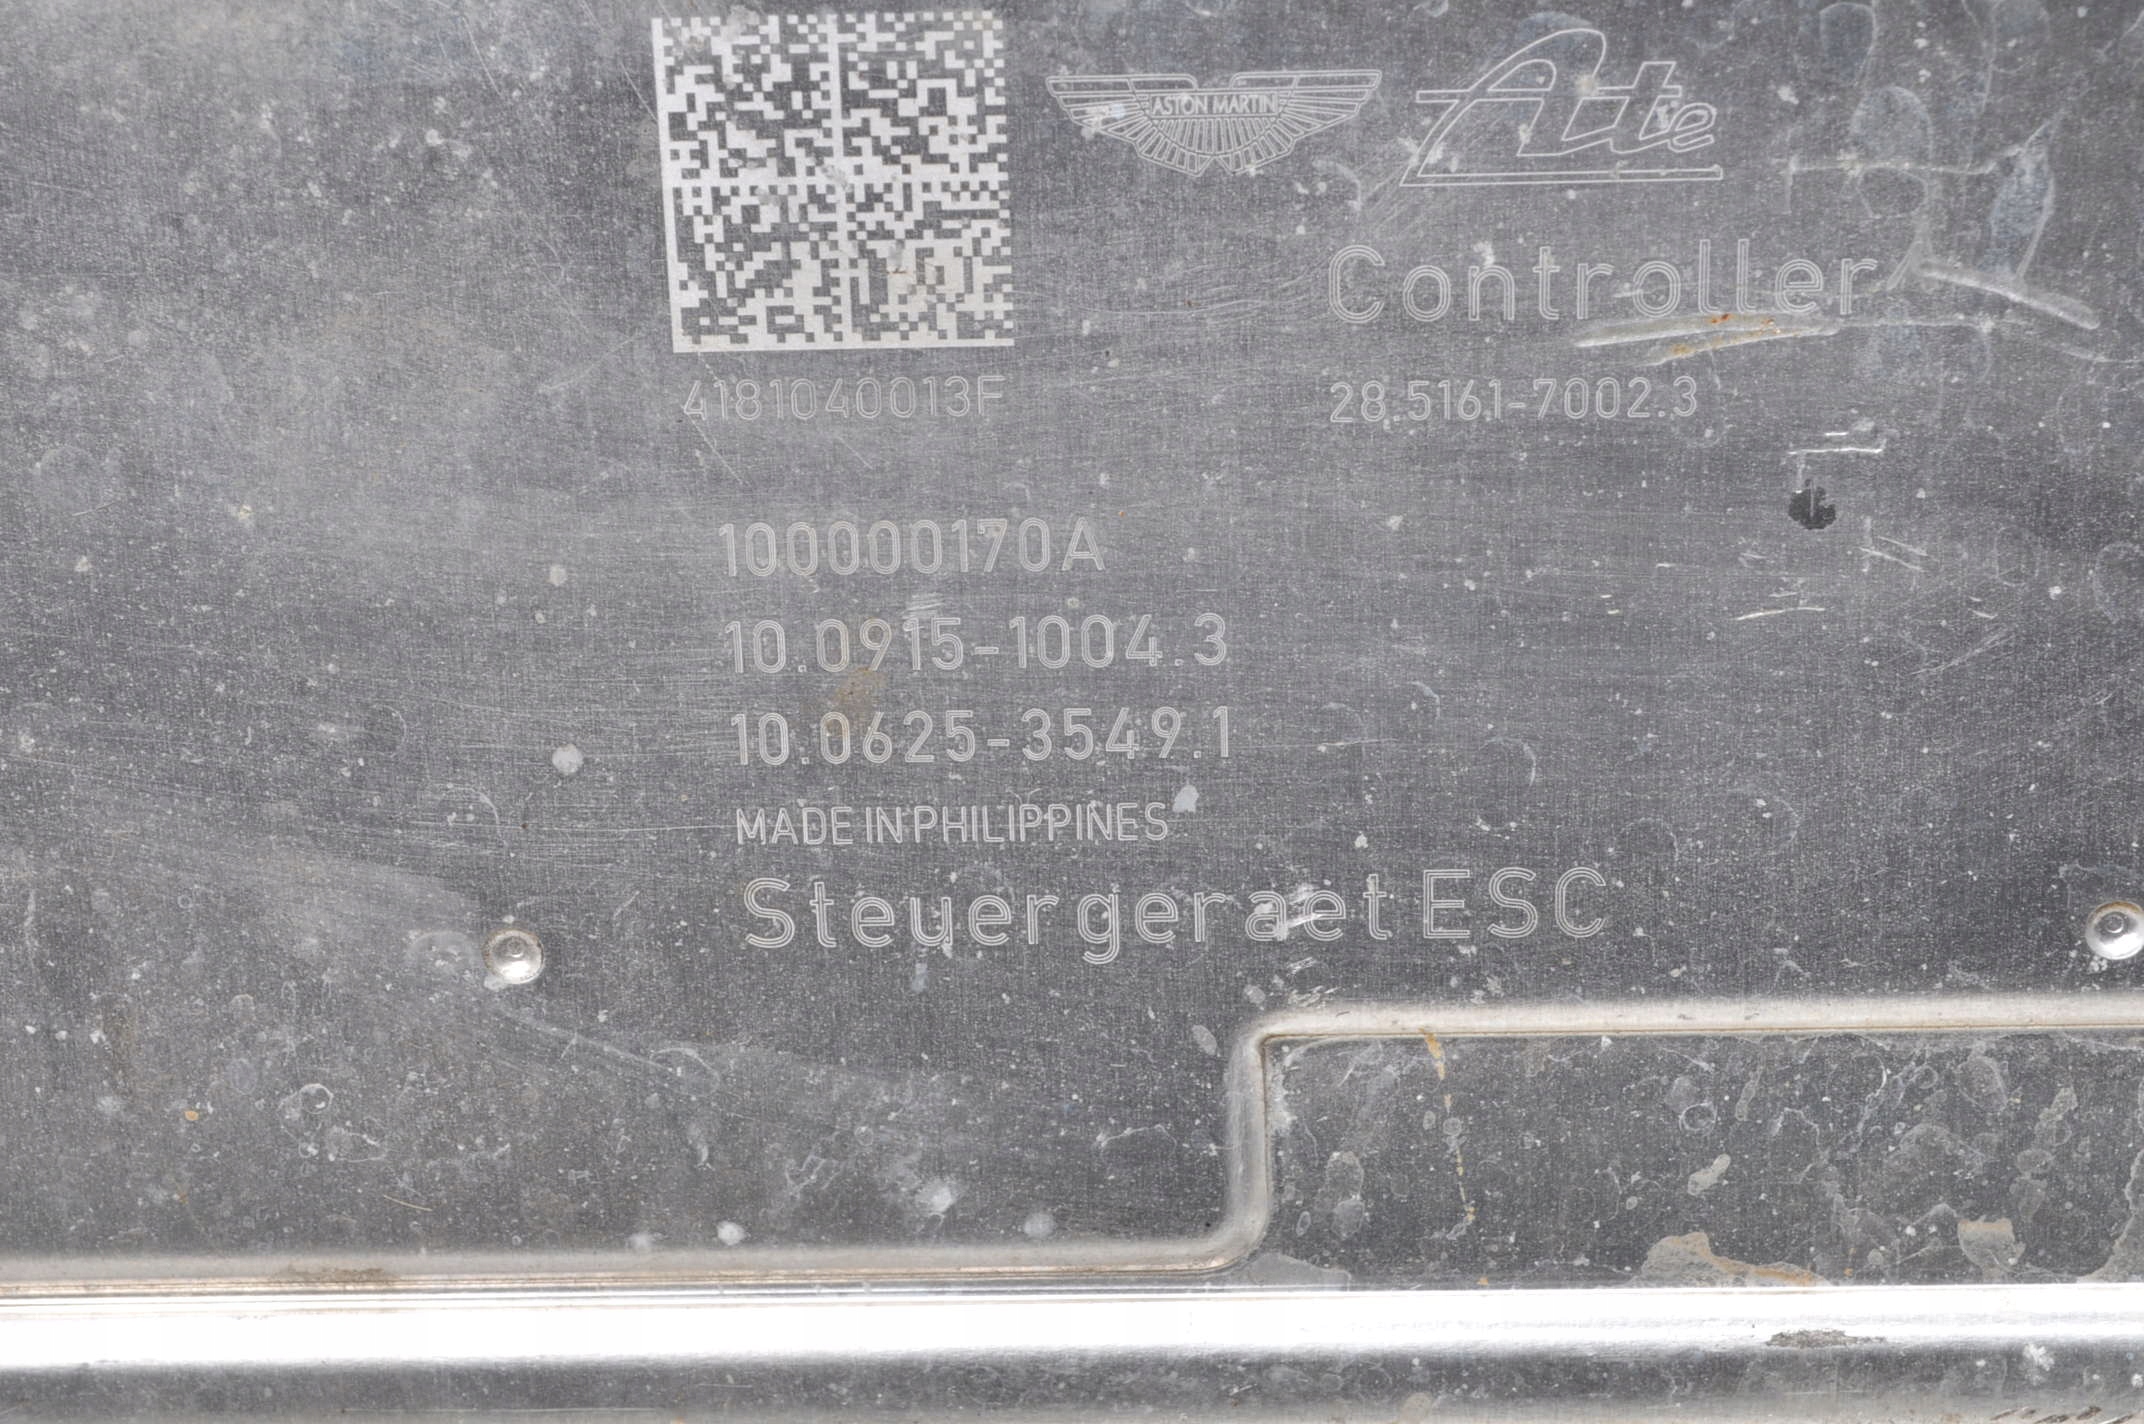 ASTON MARTIN
Ate
Controller
4181040013F
28.5161-7002.3
100000170A
10.0915-1004.3
10.0625-3549.1
MADE IN PHILIPPINES
Steuergeraet ESC